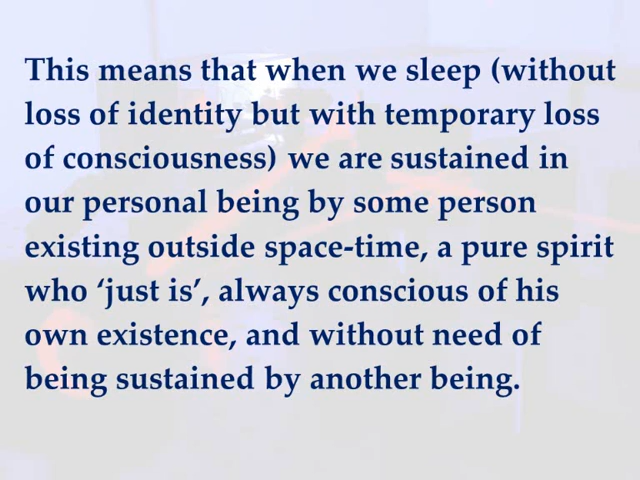 This means that when we sleep (without
loss of identity but with temporary loss
of consciousness) we are sustained in
our personal being by some person
existing outside space-time, a pure spirit
who ‘just is’, always conscious of his
own existence, and without need of
being sustained by another being.